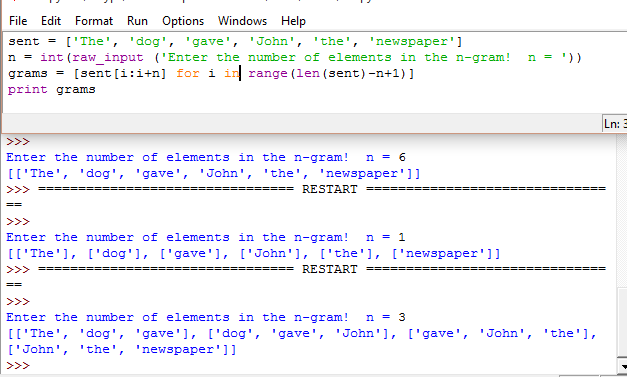 File Edit Format Run Options Windows Help
sent = ['The', 'dog', 'gave', 'John', 'the', 'newspaper']
n = int(raw_input ('Enter the number of elements in the n-gram!  n = '))
grams = [sent[i:i+n] for i in range(len(sent)-n+1)]
print grams
Ln: 3
>>>
Enter the number of elements in the n-gram!  n = 6
[['The', 'dog', 'gave', 'John', 'the', 'newspaper']]
>>> ================================ RESTART ==============================
==
>>>
Enter the number of elements in the n-gram!  n = 1
[['The'], ['dog'], ['gave'], ['John'], ['the'], ['newspaper']]
>>> ================================ RESTART ==============================
==
>>>
Enter the number of elements in the n-gram!  n = 3
[['The', 'dog', 'gave'], ['dog', 'gave', 'John'], ['gave', 'John', 'the'],
['John', 'the', 'newspaper']]
>>>